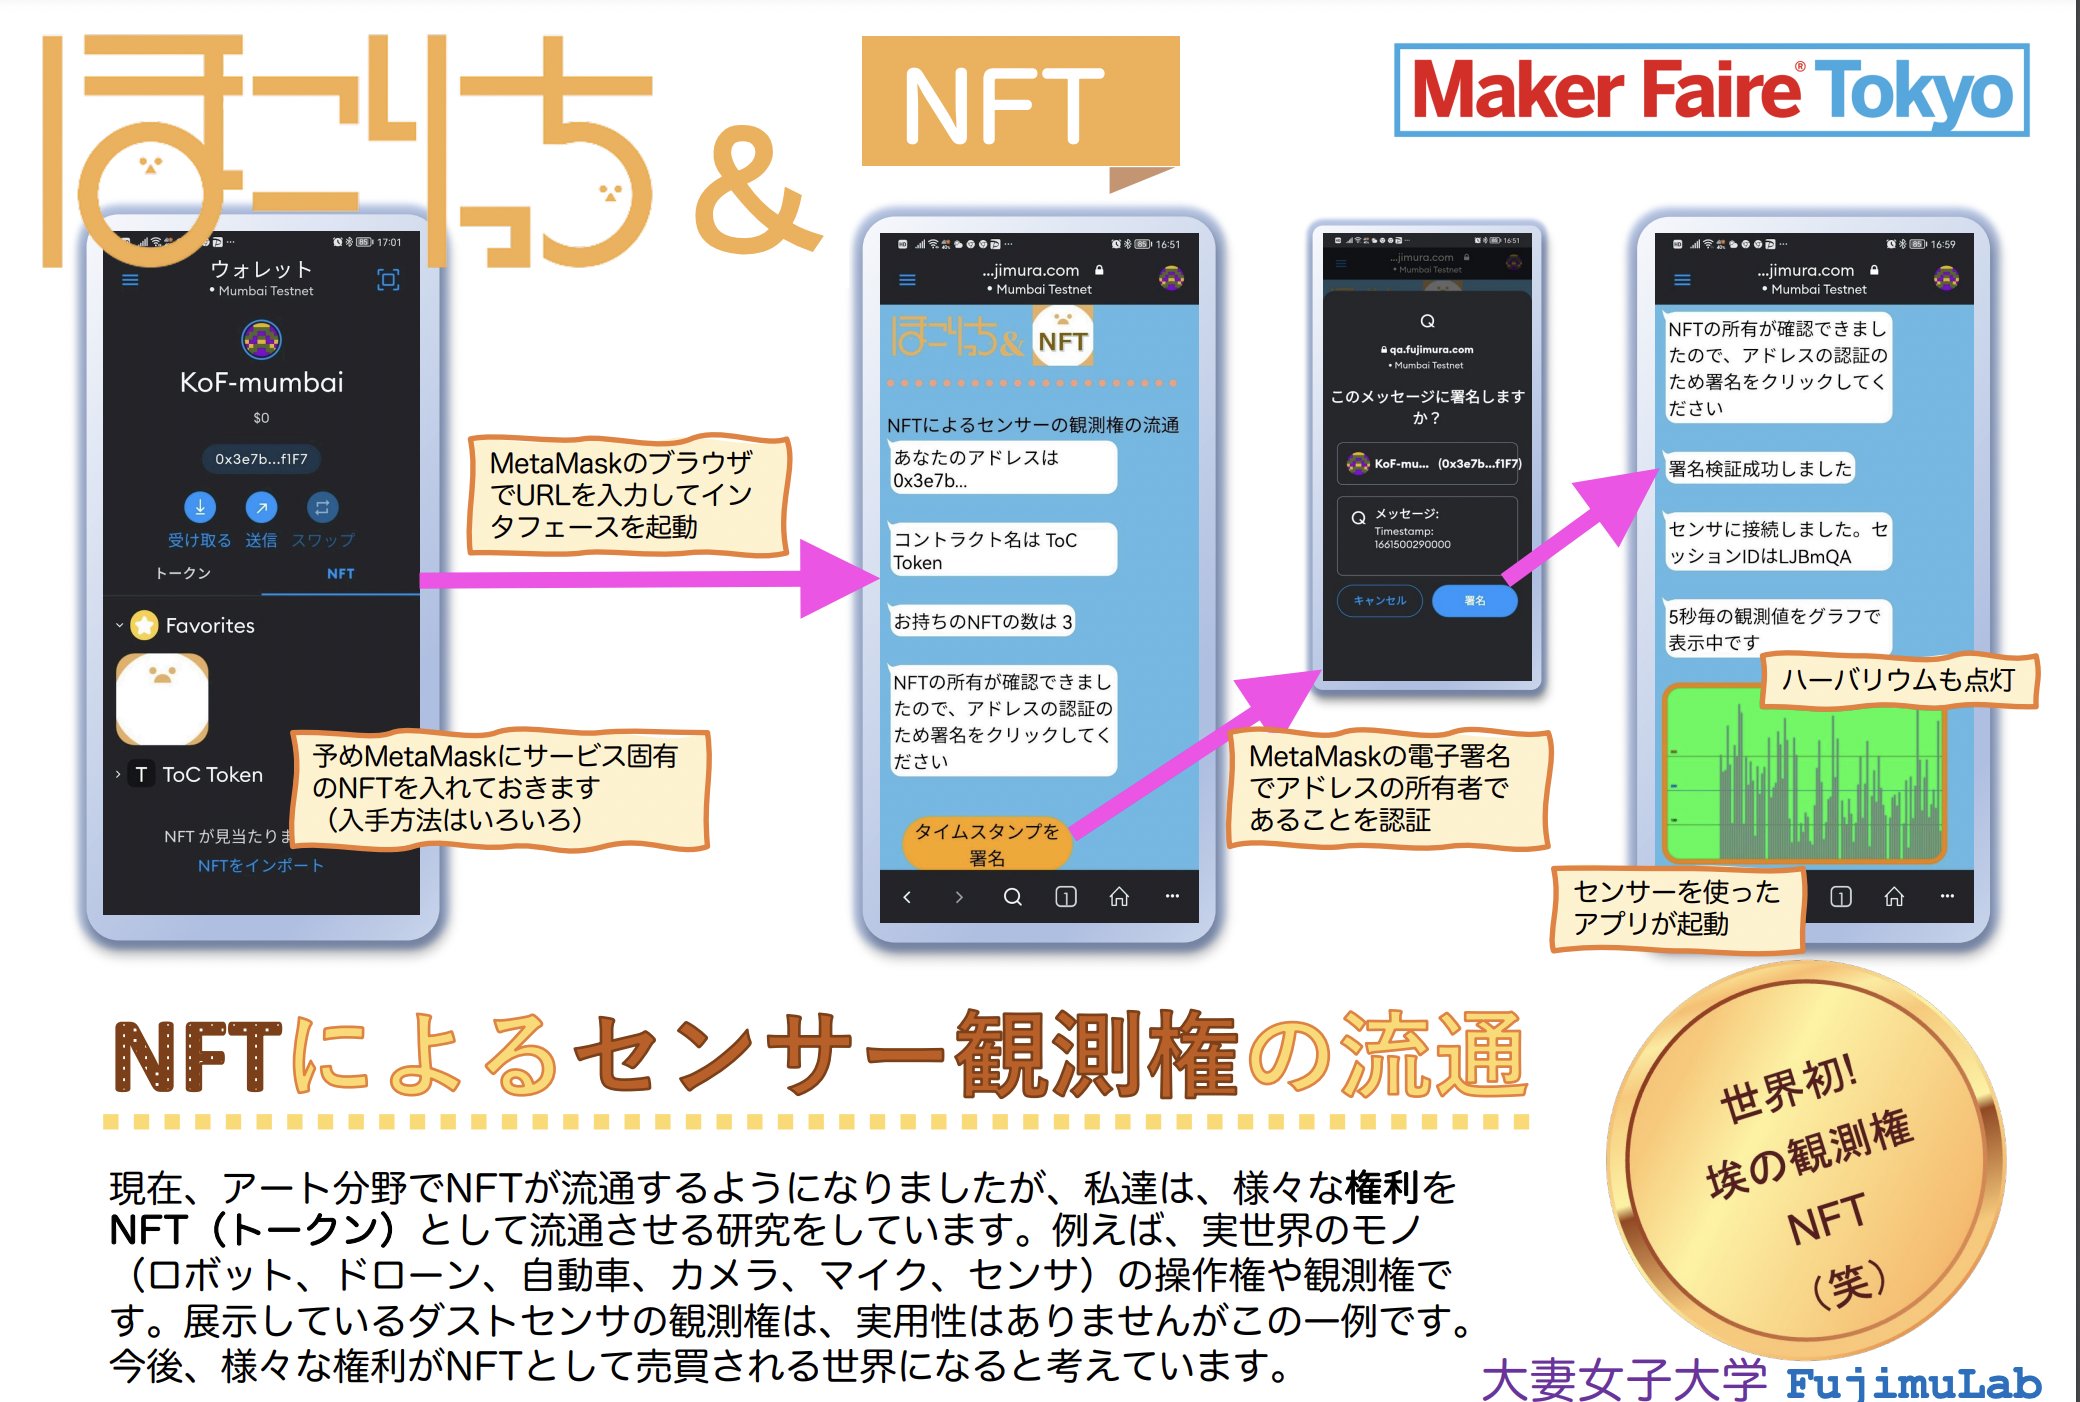 ほこりっち & NFT
Maker Faire® Tokyo
17:01
ウォレット
• Mumbai Testnet
KoF-mumbai
$0
0x3e7b...f1F7
受け取る 送信 スワップ
トークン NFT
Favorites
T ToC Token
NFT が見当たりま
NFTをインポート
予めMetaMaskにサービス固有
のNFTを入れておきます
（入手方法はいろいろ）
MetaMaskのブラウザ
でURLを入力してイン
タフェースを起動
16:51
...jimura.com
• Mumbai Testnet
ほこりっち& NFT
NFTによるセンサーの観測権の流通
あなたのアドレスは
0x3e7b...
コントラクト名は ToC
Token
お持ちのNFTの数は 3
NFTの所有が確認できまし
たので、アドレスの認証の
ため署名をクリックしてく
ださい
タイムスタンプを
署名
1
16:51
...jimura.com
• Mumbai Testnet
Q
qa.fujimura.com
• Mumbai Testnet
このメッセージに署名します
か？
KoF-mu... (0x3e7b...f1F7)
Q メッセージ:
Timestamp:
1661500290000
キャンセル 署名
MetaMaskの電子署名
でアドレスの所有者で
あることを認証
16:59
...jimura.com
• Mumbai Testnet
NFTの所有が確認できまし
たので、アドレスの認証の
ため署名をクリックしてく
ださい
署名検証成功しました
センサに接続しました。セ
ッションIDはLJBmQA
5秒毎の観測値をグラフで
表示中です
ハーバリウムも点灯
センサーを使った
アプリが起動
1
NFTによるセンサー観測権の流通
現在、アート分野でNFTが流通するようになりましたが、私達は、様々な権利を
NFT（トークン）として流通させる研究をしています。例えば、実世界のモノ
（ロボット、ドローン、自動車、カメラ、マイク、センサ）の操作権や観測権で
す。展示しているダストセンサの観測権は、実用性はありませんがこの一例です。
今後、様々な権利がNFTとして売買される世界になると考えています。
世界初!
埃の観測権
NFT
（笑）
大妻女子大学 FujimuLab